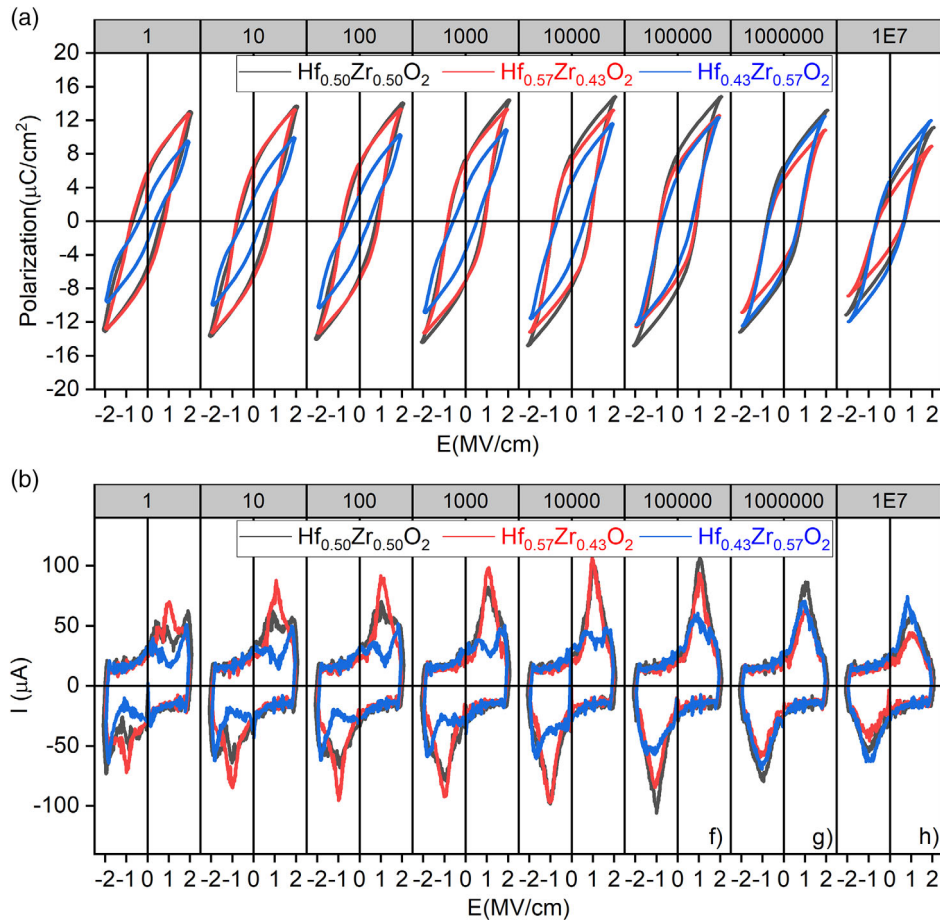 (a)
1 10 100 1000 10000 100000 1000000 1E7
Hf0.50Zr0.50O2 Hf0.57Zr0.43O2 Hf0.43Zr0.57O2
Polarization(μC/cm2)
20
16
12
8
4
0
-4
-8
-12
-16
-20
-2-1 0 1 2 -2-1 0 1 2 -2-1 0 1 2 -2-1 0 1 2 -2-1 0 1 2 -2-1 0 1 2 -2-1 0 1 2 -2-1 0 1 2
E(MV/cm)
(b)
1 10 100 1000 10000 100000 1000000 1E7
Hf0.50Zr0.50O2 Hf0.57Zr0.43O2 Hf0.43Zr0.57O2
I (μA)
100
50
0
-50
-100
f) g) h)
-2-1 0 1 2 -2-1 0 1 2 -2-1 0 1 2 -2-1 0 1 2 -2-1 0 1 2 -2-1 0 1 2 -2-1 0 1 2 -2-1 0 1 2
E(MV/cm)